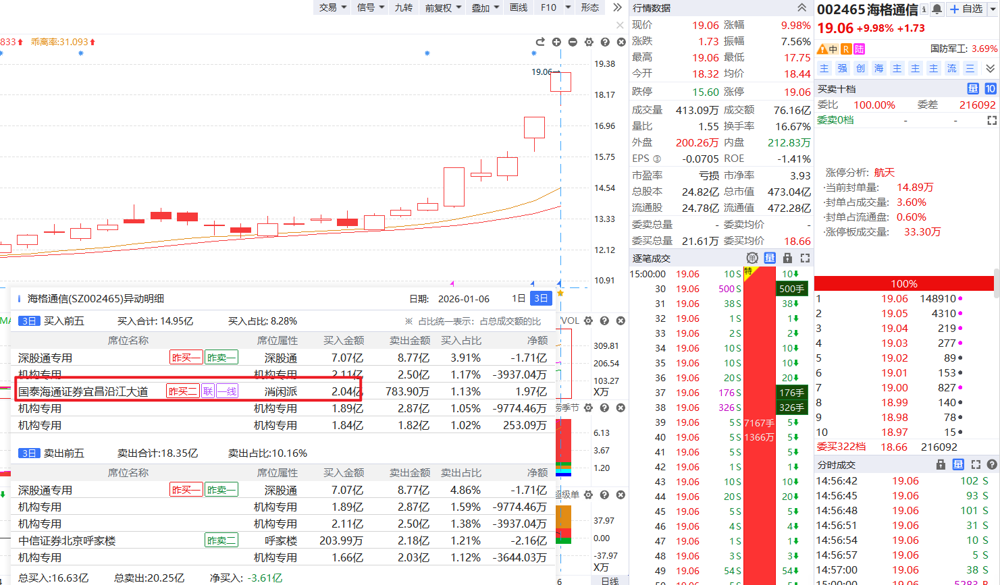 交易 信号 九转 前复权 叠加 画线 F10 形态
833 乖离率:31.093
19.38
18.17
16.96
15.75
14.54
13.33
12.12
10.91
19.06
海格通信(SZ002465)异动明细 日期: 2026-01-06 1日 3日
3日 买入前五 买入合计: 14.95亿 买入占比: 8.28% ※ 占比统一表示: 占总成交额的比
席位名称 席位属性 买入金额 卖出金额 买入占比 净额
深股通专用 昨买一 昨卖一 深股通 7.07亿 8.77亿 3.91% -1.71亿
机构专用 机构专用 2.11亿 2.50亿 1.17% -3937.04万
国泰海通证券宜昌沿江大道 昨买二 联 一线 消闲派 2.04亿 783.90万 1.13% 1.97亿
机构专用 机构专用 1.89亿 2.87亿 1.05% -9774.46万
机构专用 机构专用 1.84亿 1.82亿 1.02% 253.09万
3日 卖出前五 卖出合计:18.35亿 卖出占比:10.16%
席位名称 席位属性 买入金额 卖出金额 卖出占比 净额
深股通专用 昨买一 昨卖一 深股通 7.07亿 8.77亿 4.86% -1.71亿
机构专用 机构专用 1.89亿 2.87亿 1.59% -9774.46万
机构专用 机构专用 2.11亿 2.50亿 1.38% -3937.04万
中信证券北京呼家楼 昨卖二 呼家楼 203.99万 2.18亿 1.21% -2.16亿
机构专用 机构专用 1.66亿 2.03亿 1.12% -3644.03万
总买入:16.63亿 总卖出:20.25亿 净买入: -3.61亿
MA
VOL
309.81
206.54
103.27
X万
季节
6.13
3.67
1.20
超级单
37.97
0.00
-37.97
X万
6 日线
行情数据
现价 19.06 涨幅 9.98%
涨跌 1.73 振幅 7.56%
最高 19.06 最低 17.75
今开 18.32 均价 18.44
跌停 15.60 涨停 19.06
成交量 413.09万 成交额 76.16亿
量比 1.55 换手率 16.67%
外盘 200.26万 内盘 212.83万
EPS ③ -0.0705 ROE -1.41%
市盈率 亏损 市净率 3.93
总股本 24.82亿 总市值 473.04亿
流通股 24.78亿 流通值 472.28亿
委卖总量 - 委卖均价 -
委买总量 21.61万 委买均价 18.66
逐笔成交 单 量
15:00:00 19.06 10 S 特 10
30 19.06 500 S 500手
31 19.06 38 S 38
32 19.06 1 S 1
33 19.06 2 S 2
34 19.06 10 S 10
35 19.06 10 S 10
36 19.06 20 S 20
37 19.06 176 S 176手
38 19.06 326 S 326手
39 19.06 5 S 7167手 5
40 19.06 5 S 1366万 5
41 19.06 5 S 5
42 19.06 1 S 1
43 19.06 10 S 10
44 19.06 20 S 20
45 19.06 5 S 5
46 19.06 4 S 4
47 19.06 1 S 1
48 19.06 3 S 3
49 19.06 54 S 54
002465 海格通信 自选
19.06 +9.98% +1.73
中 R 陆 国防军工: 3.69%
主 强 创 海 主 主 主 流 三
买卖十档 量 10
委比 100.00% 委差 216092
委卖0档 - -
涨停分析: 航天
·当前封单量: 14.89万
·封单占成交量: 3.60%
·封单占流通盘: 0.60%
·涨停板成交量: 33.30万
100%
1 19.06 148910
2 19.05 4310
3 19.04 219
4 19.03 277
5 19.02 89
6 19.01 153
7 19.00 827
8 18.99 140
9 18.98 78
10 18.97 15
委买322档 18.66 216092
分时成交 量
14:56:42 19.06 102 S
14:56:45 19.06 93 S
14:56:48 19.06 101 S
14:56:51 19.06 31 S
14:56:54 19.06 10 S
14:56:57 19.06 5 S
14:57:00 19.06 38 S
15:00:00 19.06 5283